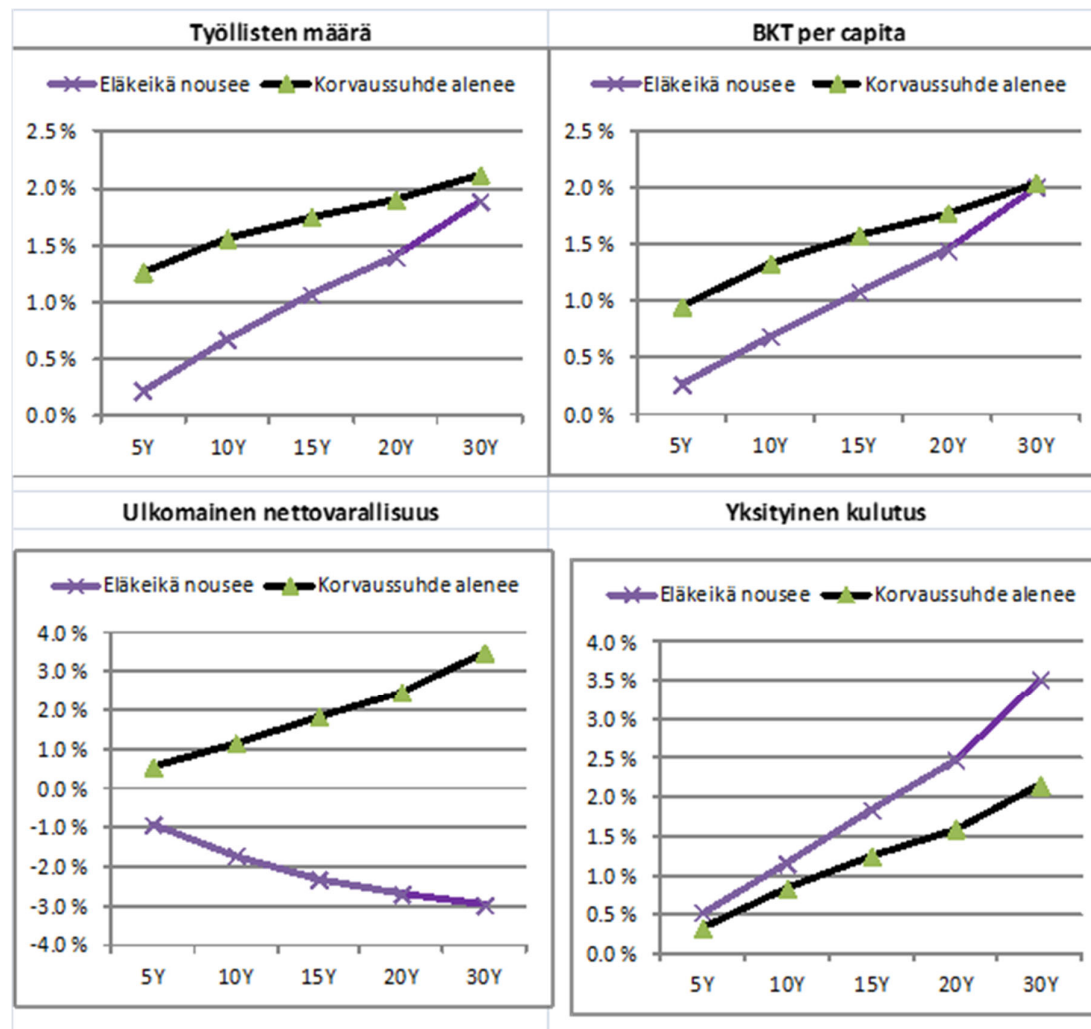 Työllisten määrä
Eläkeikä nousee Korvaussuhde alenee
2.5 %
2.0 %
1.5 %
1.0 %
0.5 %
0.0 %
5Y 10Y 15Y 20Y 30Y
BKT per capita
Eläkeikä nousee Korvaussuhde alenee
2.5 %
2.0 %
1.5 %
1.0 %
0.5 %
0.0 %
5Y 10Y 15Y 20Y 30Y
Ulkomainen nettovarallisuus
Eläkeikä nousee Korvaussuhde alenee
4.0 %
3.0 %
2.0 %
1.0 %
0.0 %
-1.0 %
-2.0 %
-3.0 %
-4.0 %
5Y 10Y 15Y 20Y 30Y
Yksityinen kulutus
Eläkeikä nousee Korvaussuhde alenee
4.0 %
3.5 %
3.0 %
2.5 %
2.0 %
1.5 %
1.0 %
0.5 %
0.0 %
5Y 10Y 15Y 20Y 30Y